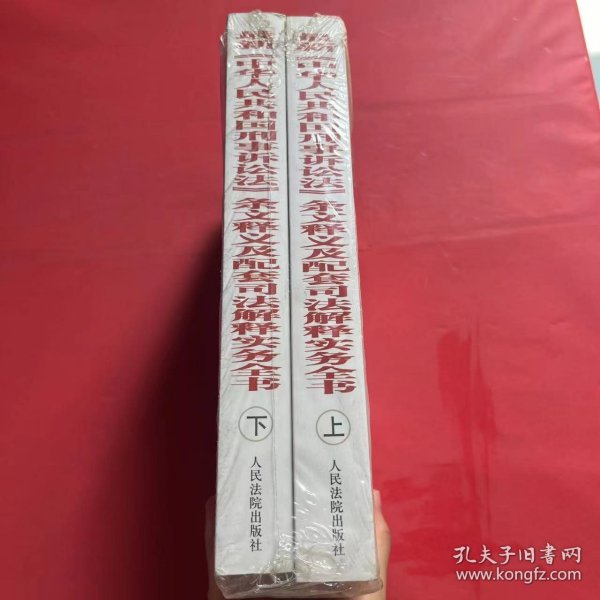 最新《中华人民共和国刑事诉讼法》条文释义及配套司法解释实务全书
下
人民法院出版社
最新《中华人民共和国刑事诉讼法》条文释义及配套司法解释实务全书
上
人民法院出版社
孔夫子旧书网
www.kongfz.com